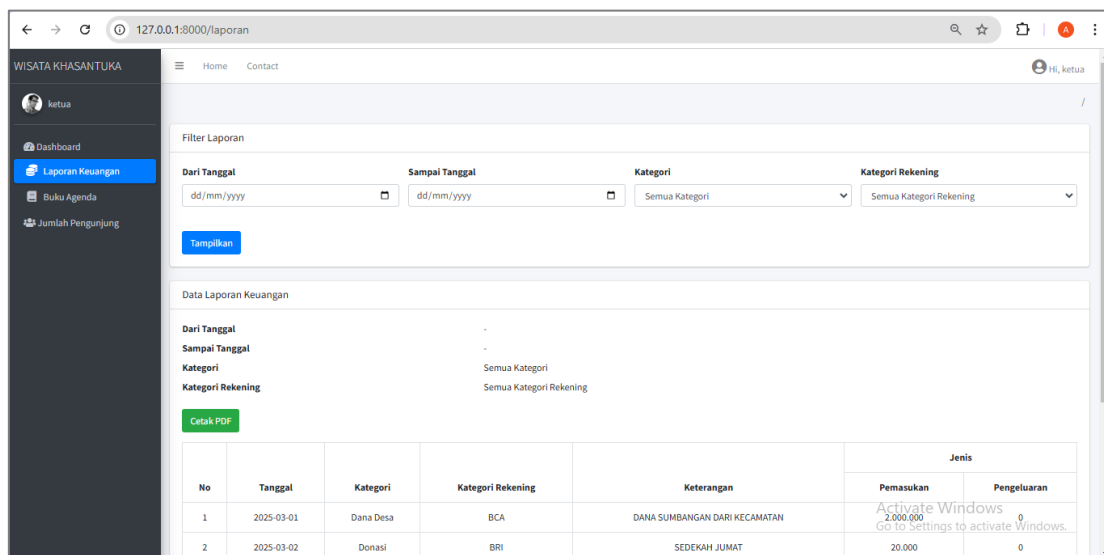 127.0.0.1:8000/laporan
A
WISATA KHASANTUKA
Home Contact
Hi, ketua
ketua
/
Dashboard
Laporan Keuangan
Buku Agenda
Jumlah Pengunjung
Filter Laporan
Dari Tanggal Sampai Tanggal Kategori Kategori Rekening
dd/mm/yyyy dd/mm/yyyy Semua Kategori Semua Kategori Rekening
Tampilkan
Data Laporan Keuangan
Dari Tanggal -
Sampai Tanggal -
Kategori Semua Kategori
Kategori Rekening Semua Kategori Rekening
Cetak PDF
Jenis
No Tanggal Kategori Kategori Rekening Keterangan Pemasukan Pengeluaran
1 2025-03-01 Dana Desa BCA DANA SUMBANGAN DARI KECAMATAN 2.000.000 0
2 2025-03-02 Donasi BRI SEDEKAH JUMAT 20.000 0
Activate Windows
Go to Settings to activate Windows.